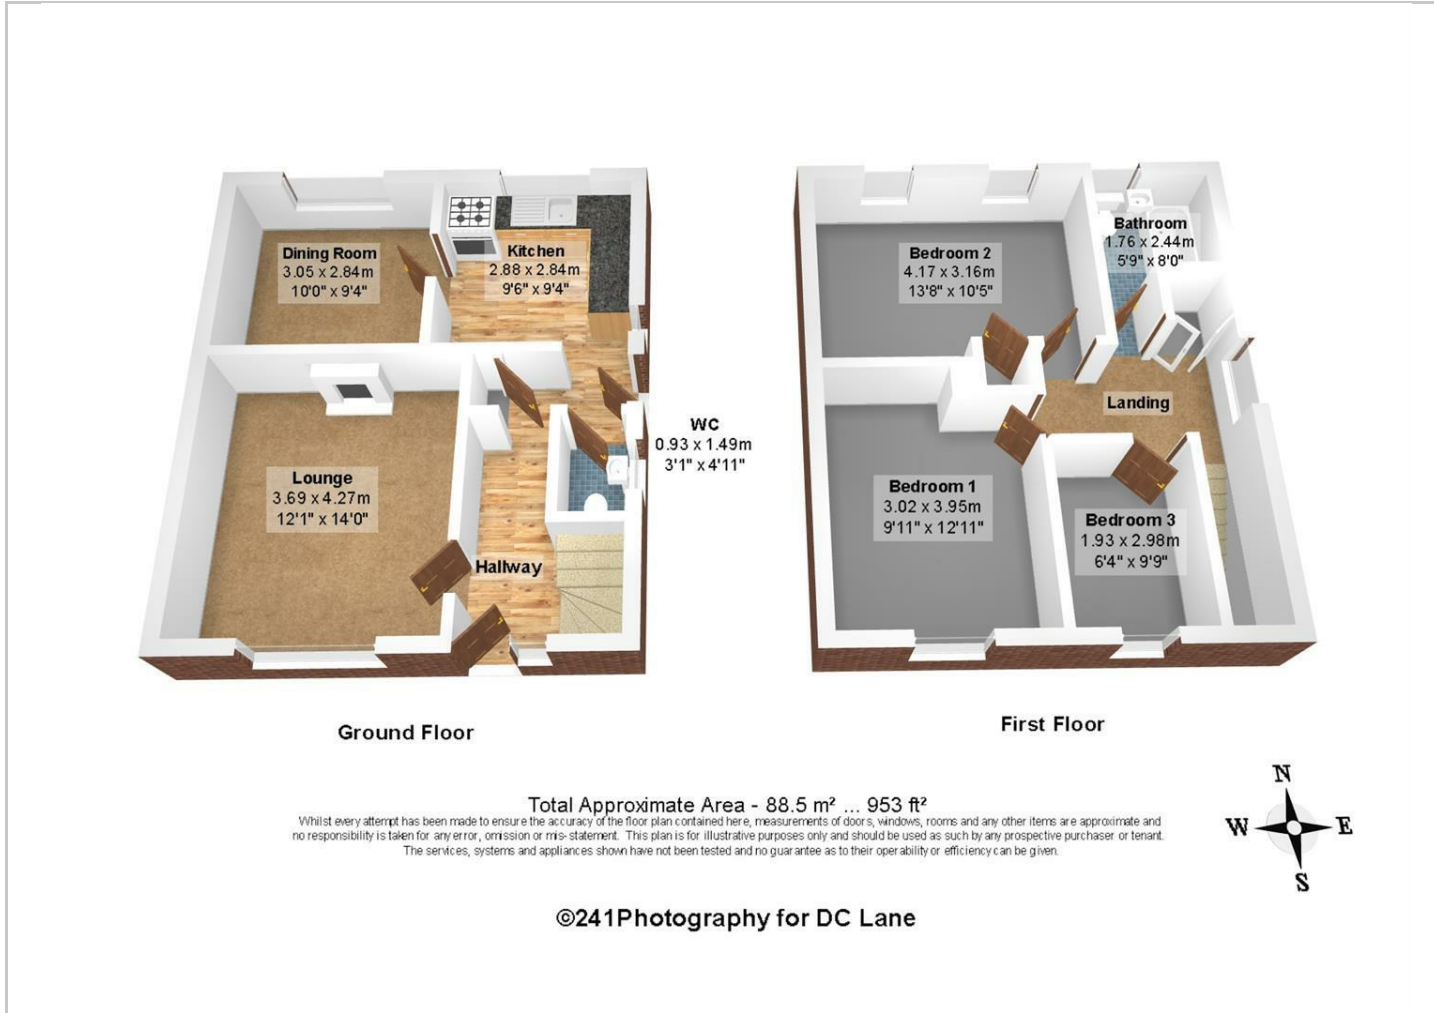 Dining Room
3.05 x 2.84m
10'0" x 9'4"
Kitchen
2.88 x 2.84m
9'6" x 9'4"
WC
0.93 x 1.49m
3'1" x 4'11"
Lounge
3.69 x 4.27m
12'1" x 14'0"
Hallway
Ground Floor
Bedroom 2
4.17 x 3.16m
13'8" x 10'5"
Bathroom
1.76 x 2.44m
5'9" x 8'0"
Landing
Bedroom 1
3.02 x 3.95m
9'11" x 12'11"
Bedroom 3
1.93 x 2.98m
6'4" x 9'9"
First Floor
N
W E
S
Total Approximate Area - 88.5 m² ... 953 ft²
Whilst every attempt has been made to ensure the accuracy of the floor plan contained here, measurements of doors, windows, rooms and any other items are approximate and
no responsibility is taken for any error, omission or mis-statement. This plan is for illustrative purposes only and should be used as such by any prospective purchaser or tenant.
The services, systems and appliances shown have not been tested and no guarantee as to their operability or efficiency can be given.
©241Photography for DC Lane